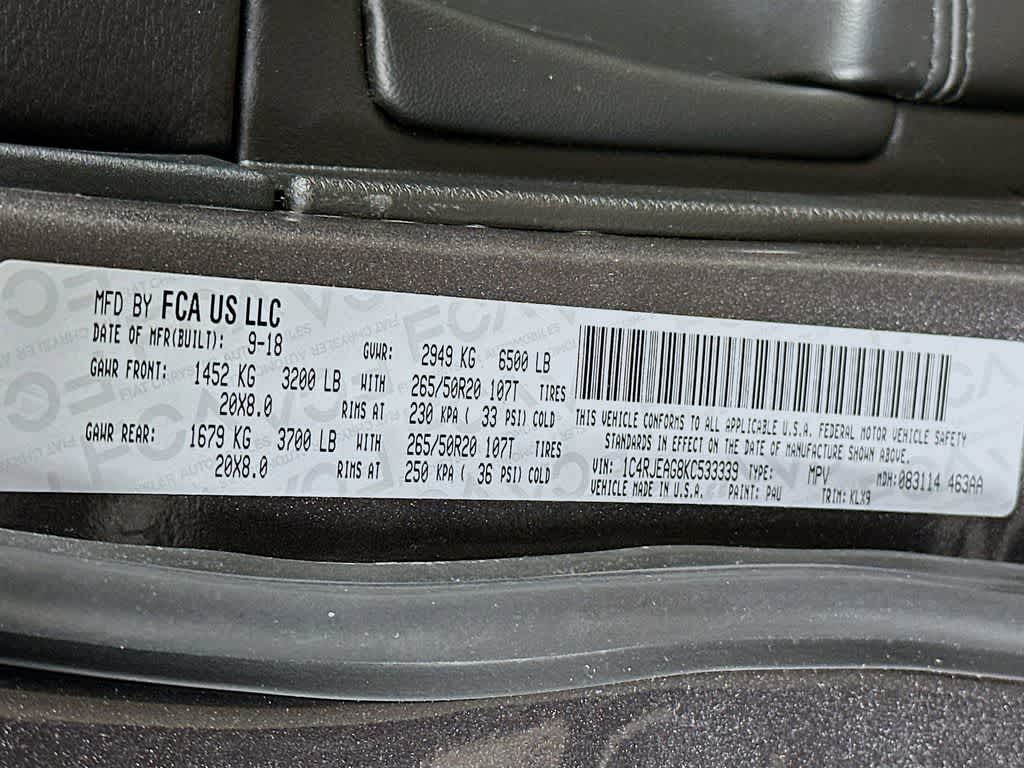 MFD BY FCA US LLC
DATE OF MFR(BUILT): 9-18
GVWR: 2949 KG 6500 LB
GAWR FRONT: 1452 KG 3200 LB WITH 265/50R20 107T TIRES
20X8.0 RIMS AT 230 KPA ( 33 PSI) COLD
GAWR REAR: 1679 KG 3700 LB WITH 265/50R20 107T TIRES
20X8.0 RIMS AT 250 KPA ( 36 PSI) COLD
THIS VEHICLE CONFORMS TO ALL APPLICABLE U.S.A. FEDERAL MOTOR VEHICLE SAFETY
STANDARDS IN EFFECT ON THE DATE OF MANUFACTURE SHOWN ABOVE.
VIN: 1C4RJEAG8KC533339 TYPE: MPV MDH:083114 463AA
VEHICLE MADE IN U.S.A. PAINT: PAU TRIM: KLX9